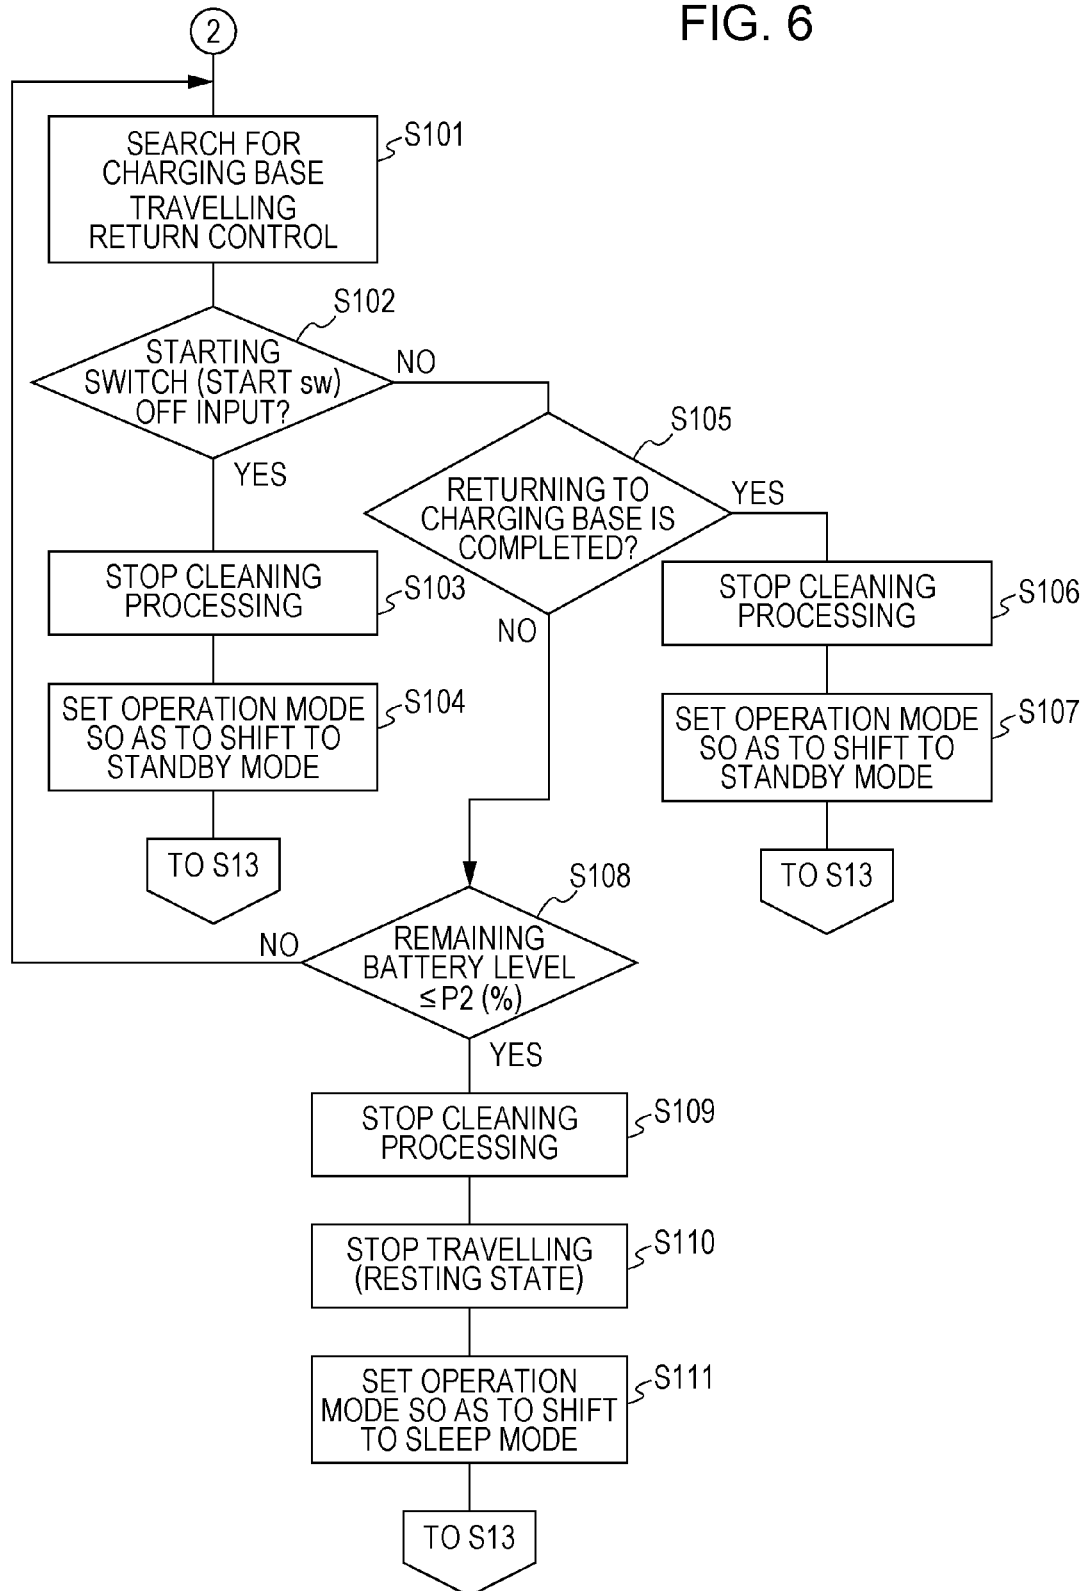 FIG. 6
2
SEARCH FOR
CHARGING BASE
TRAVELLING
RETURN CONTROL
S101
S102
STARTING
SWITCH (START sw)
OFF INPUT?
NO
YES
S103
STOP CLEANING
PROCESSING
S104
SET OPERATION MODE
SO AS TO SHIFT TO
STANDBY MODE
TO S13
S105
RETURNING TO
CHARGING BASE IS
COMPLETED?
YES
NO
STOP CLEANING
PROCESSING
S106
SET OPERATION MODE
SO AS TO SHIFT TO
STANDBY MODE
S107
TO S13
S108
REMAINING
BATTERY LEVEL
≤ P2 (%)
NO
YES
STOP CLEANING
PROCESSING
S109
STOP TRAVELLING
(RESTING STATE)
S110
SET OPERATION
MODE SO AS TO SHIFT
TO SLEEP MODE
S111
TO S13